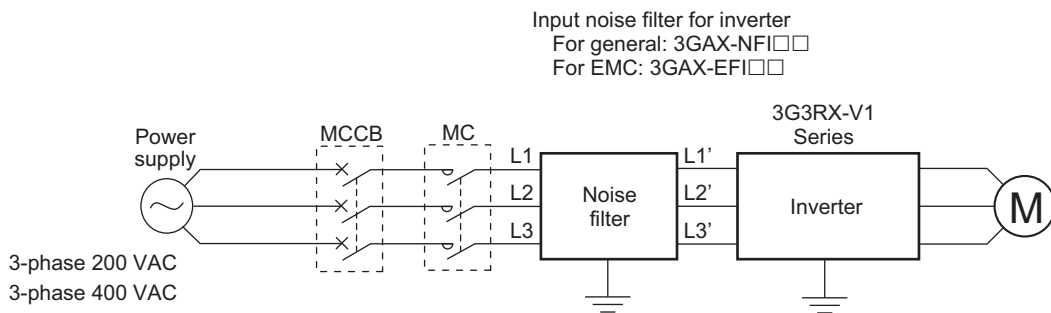 Input noise filter for inverter
For general: 3GAX-NFI□□
For EMC: 3GAX-EFI□□
3G3RX-V1
Series
Power
supply
MCCB
MC
L1
L1’
L2
Noise
filter
L2’
Inverter
M
L3
L3’
3-phase 200 VAC
3-phase 400 VAC